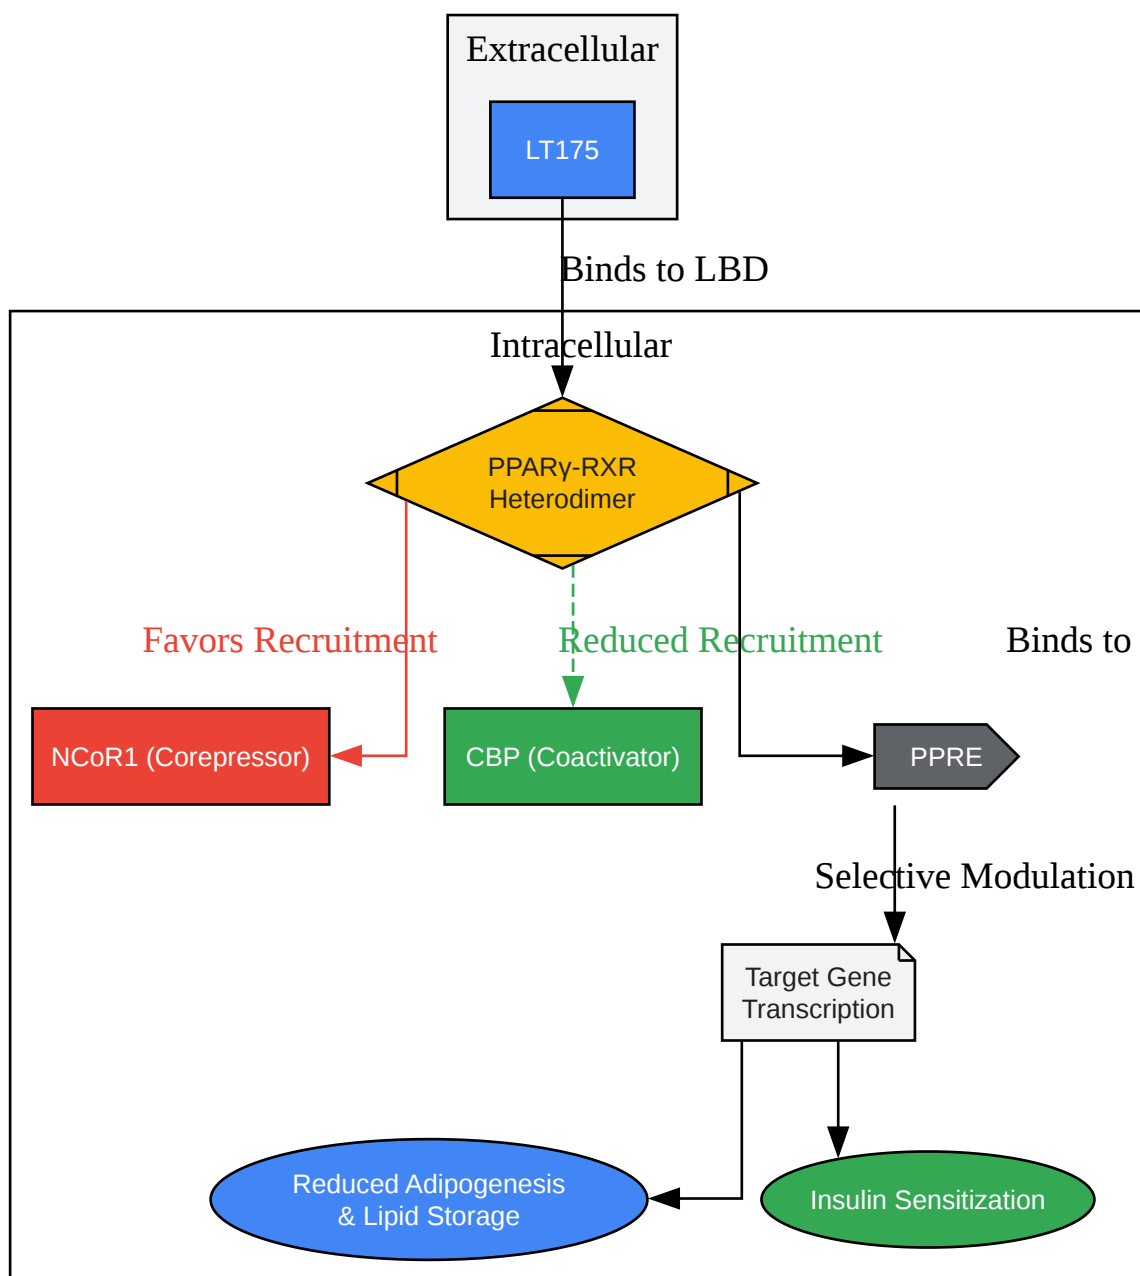 Extracellular
LT175
Binds to LBD
Intracellular
PPARγ-RXR
Heterodimer
Favors Recruitment
Reduced Recruitment
Binds to
NCoR1 (Corepressor)
CBP (Coactivator)
PPRE
Selective Modulation
Target Gene
Transcription
Reduced Adipogenesis
& Lipid Storage
Insulin Sensitization